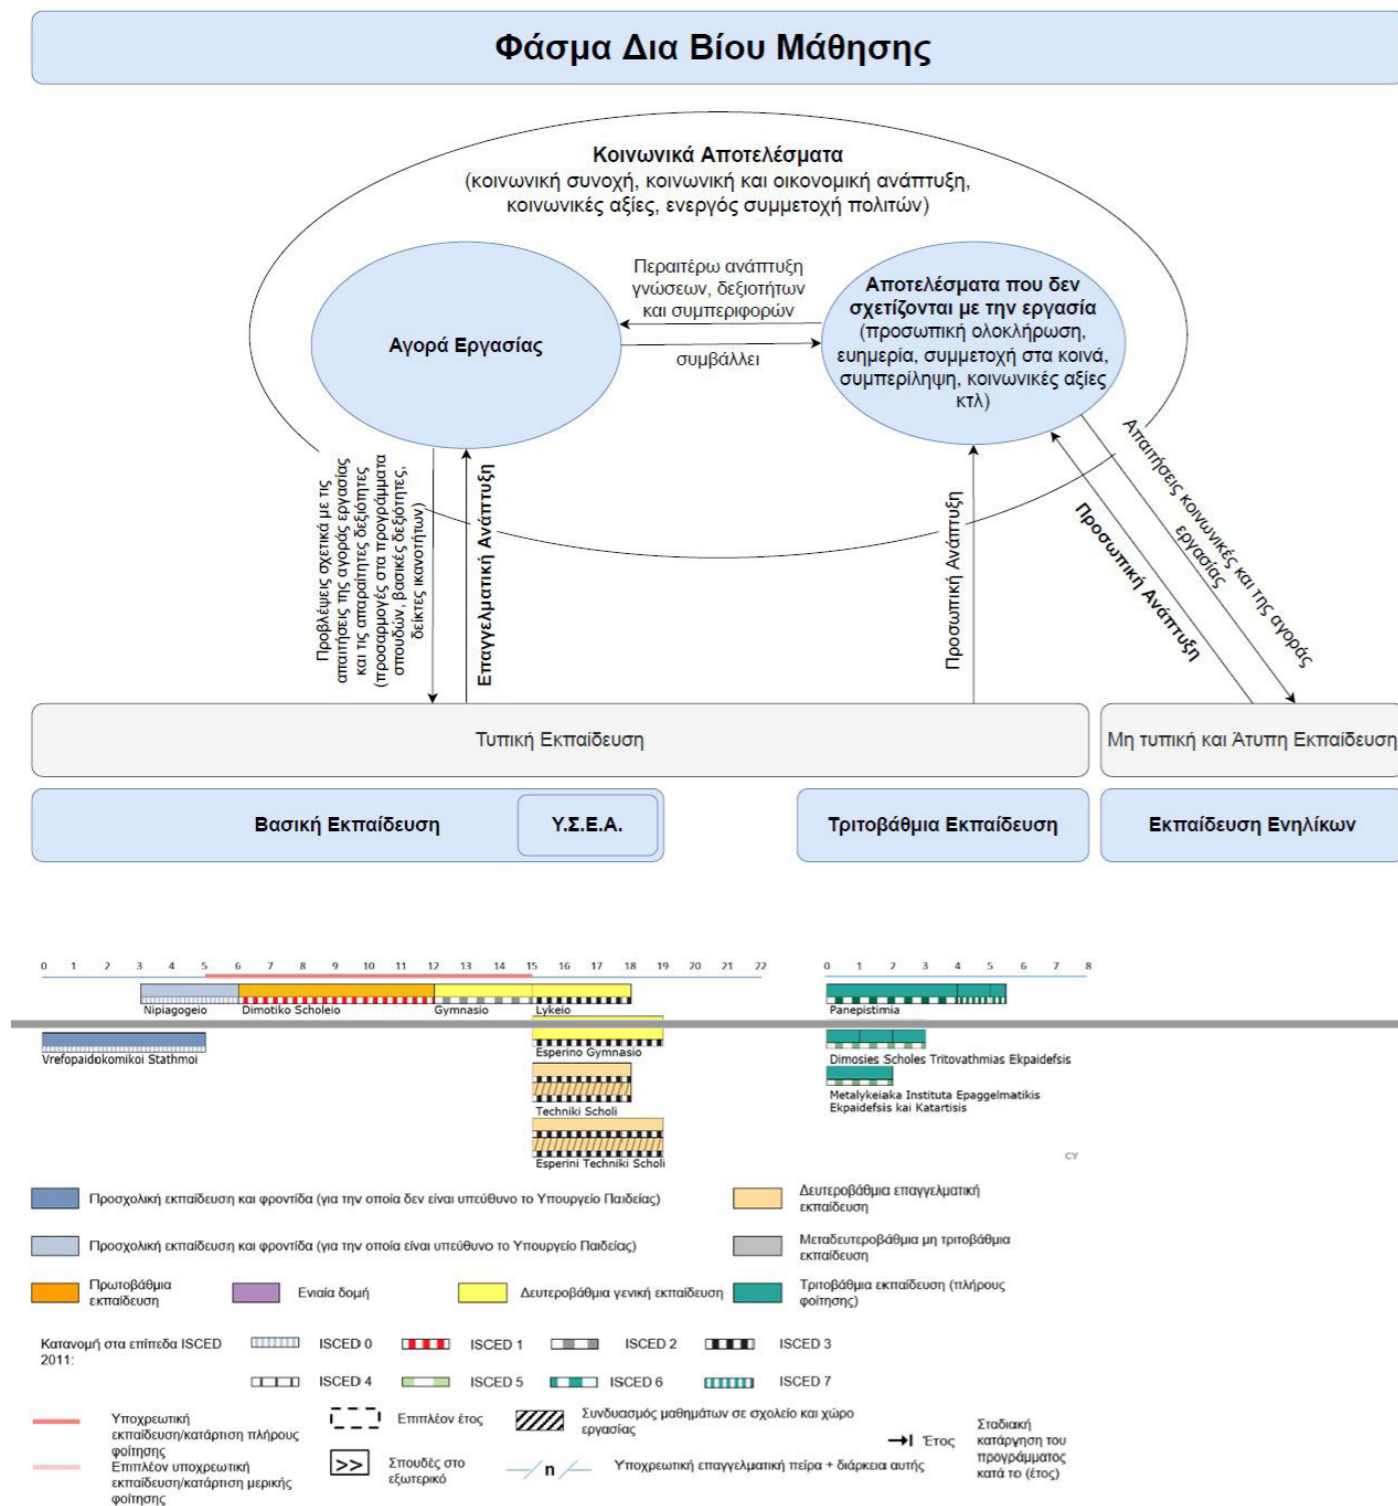 Φάσμα Δια Βίου Μάθησης
Κοινωνικά Αποτελέσματα
(κοινωνική συνοχή, κοινωνική και οικονομική ανάπτυξη,
κοινωνικές αξίες, ενεργός συμμετοχή πολιτών)
Περαιτέρω ανάπτυξη
γνώσεων, δεξιοτήτων
και συμπεριφορών
συμβάλλει
Αγορά Εργασίας
Αποτελέσματα που δεν
σχετίζονται με την εργασία
(προσωπική ολοκλήρωση,
ευημερία, συμμετοχή στα κοινά,
συμπερίληψη, κοινωνικές αξίες
κτλ)
Προβλέψεις σχετικά με τις
απαιτήσεις της αγοράς εργασίας
και τις απαραίτητες δεξιότητες
(προσαρμογές στα προγράμματα
σπουδών, βασικές δεξιότητες,
δείκτες ικανοτήτων)
Επαγγελματική Ανάπτυξη
Προσωπική Ανάπτυξη
Προσωπική Ανάπτυξη
Απαιτήσεις κοινωνικές και της αγοράς
εργασίας
Τυπική Εκπαίδευση
Μη τυπική και Άτυπη Εκπαίδευση
Βασική Εκπαίδευση
Υ.Σ.Ε.Α.
Τριτοβάθμια Εκπαίδευση
Εκπαίδευση Ενηλίκων
0 1 2 3 4 5 6 7 8 9 10 11 12 13 14 15 16 17 18 19 20 21 22
0 1 2 3 4 5 6 7 8
Nipiagogeio
Dimotiko Scholeio
Gymnasio
Lykeio
Panepistimia
Vrefopaidokomikoi Stathmoi
Esperino Gymnasio
Dimosies Scholes Tritovathmias Ekpaidefsis
Techniki Scholi
Metalykeiaka Instituta Epaggelmatikis
Ekpaidefsis kai Katartisis
Esperini Techniki Scholi
CY
Προσχολική εκπαίδευση και φροντίδα (για την οποία δεν είναι υπεύθυνο το Υπουργείο Παιδείας)
Δευτεροβάθμια επαγγελματική
εκπαίδευση
Προσχολική εκπαίδευση και φροντίδα (για την οποία είναι υπεύθυνο το Υπουργείο Παιδείας)
Μεταδευτεροβάθμια μη τριτοβάθμια
εκπαίδευση
Πρωτοβάθμια
εκπαίδευση
Ενιαία δομή
Δευτεροβάθμια γενική εκπαίδευση
Τριτοβάθμια εκπαίδευση (πλήρους
φοίτησης)
Κατανομή στα επίπεδα ISCED
2011:
ISCED 0
ISCED 1
ISCED 2
ISCED 3
ISCED 4
ISCED 5
ISCED 6
ISCED 7
Υποχρεωτική
εκπαίδευση/κατάρτιση πλήρους
φοίτησης
Επιπλέον έτος
Συνδυασμός μαθημάτων σε σχολείο και χώρο
εργασίας
Έτος
Σταδιακή
κατάργηση του
προγράμματος
κατά το (έτος)
Επιπλέον υποχρεωτική
εκπαίδευση/κατάρτιση μερικής
φοίτησης
>>
Σπουδές στο
εξωτερικό
n
Υποχρεωτική επαγγελματική πείρα + διάρκεια αυτής